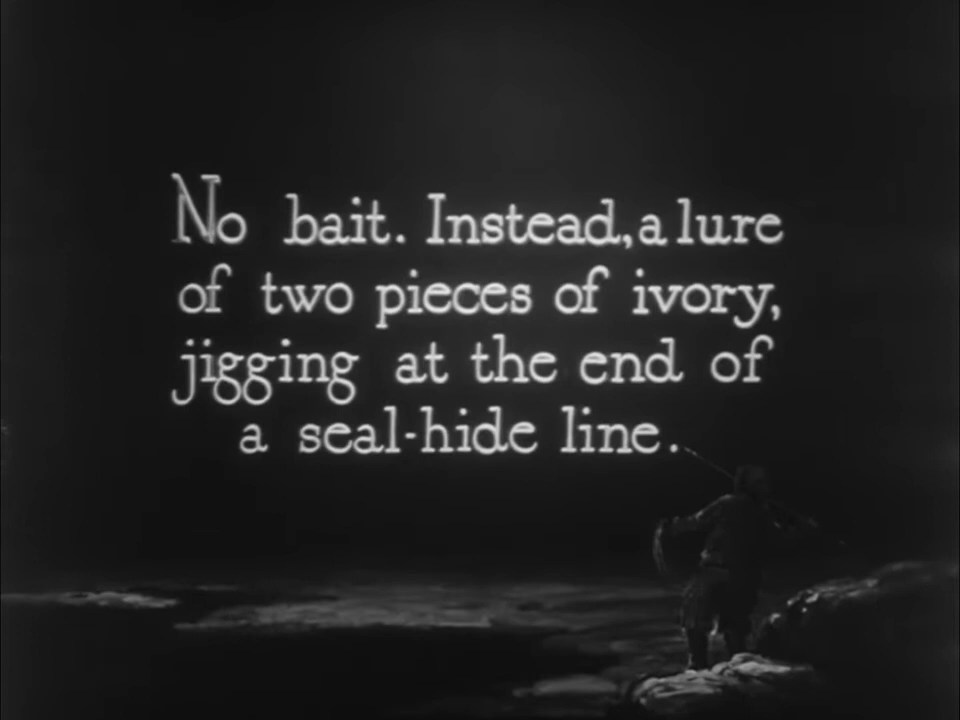 No bait. Instead, a lure
of two pieces of ivory,
jigging at the end of
a seal-hide line.